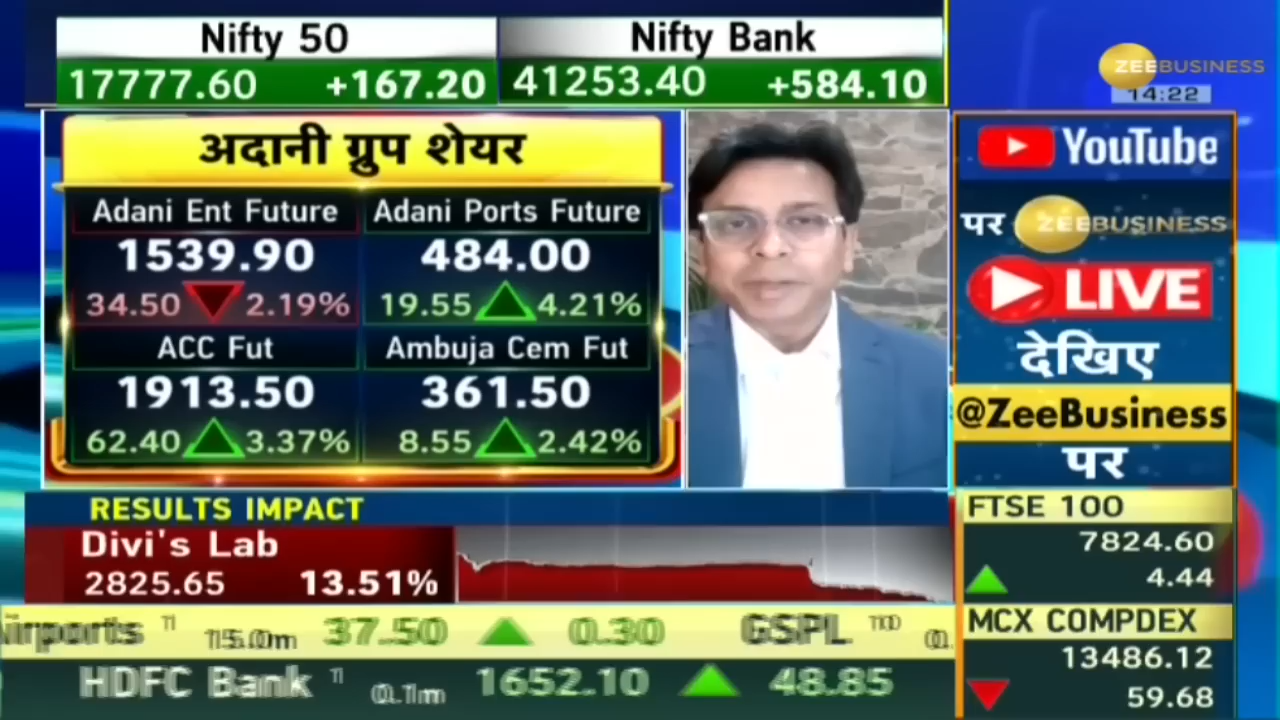 Nifty 50
17777.60 +167.20
Nifty Bank
41253.40 +584.10
ZEEBUSINESS
14:22
अदानी ग्रुप शेयर
Adani Ent Future
1539.90
34.50 2.19%
Adani Ports Future
484.00
19.55 4.21%
ACC Fut
1913.50
62.40 3.37%
Ambuja Cem Fut
361.50
8.55 2.42%
YouTube
पर ZEEBUSINESS
LIVE
देखिए
@ZeeBusiness
पर
RESULTS IMPACT
Divi's Lab
2825.65 13.51%
FTSE 100
7824.60
4.44
MCX COMPDEX
13486.12
59.68
Airports 15.0m 37.50 0.30 GSPL
HDFC Bank 0.1m 1652.10 48.85